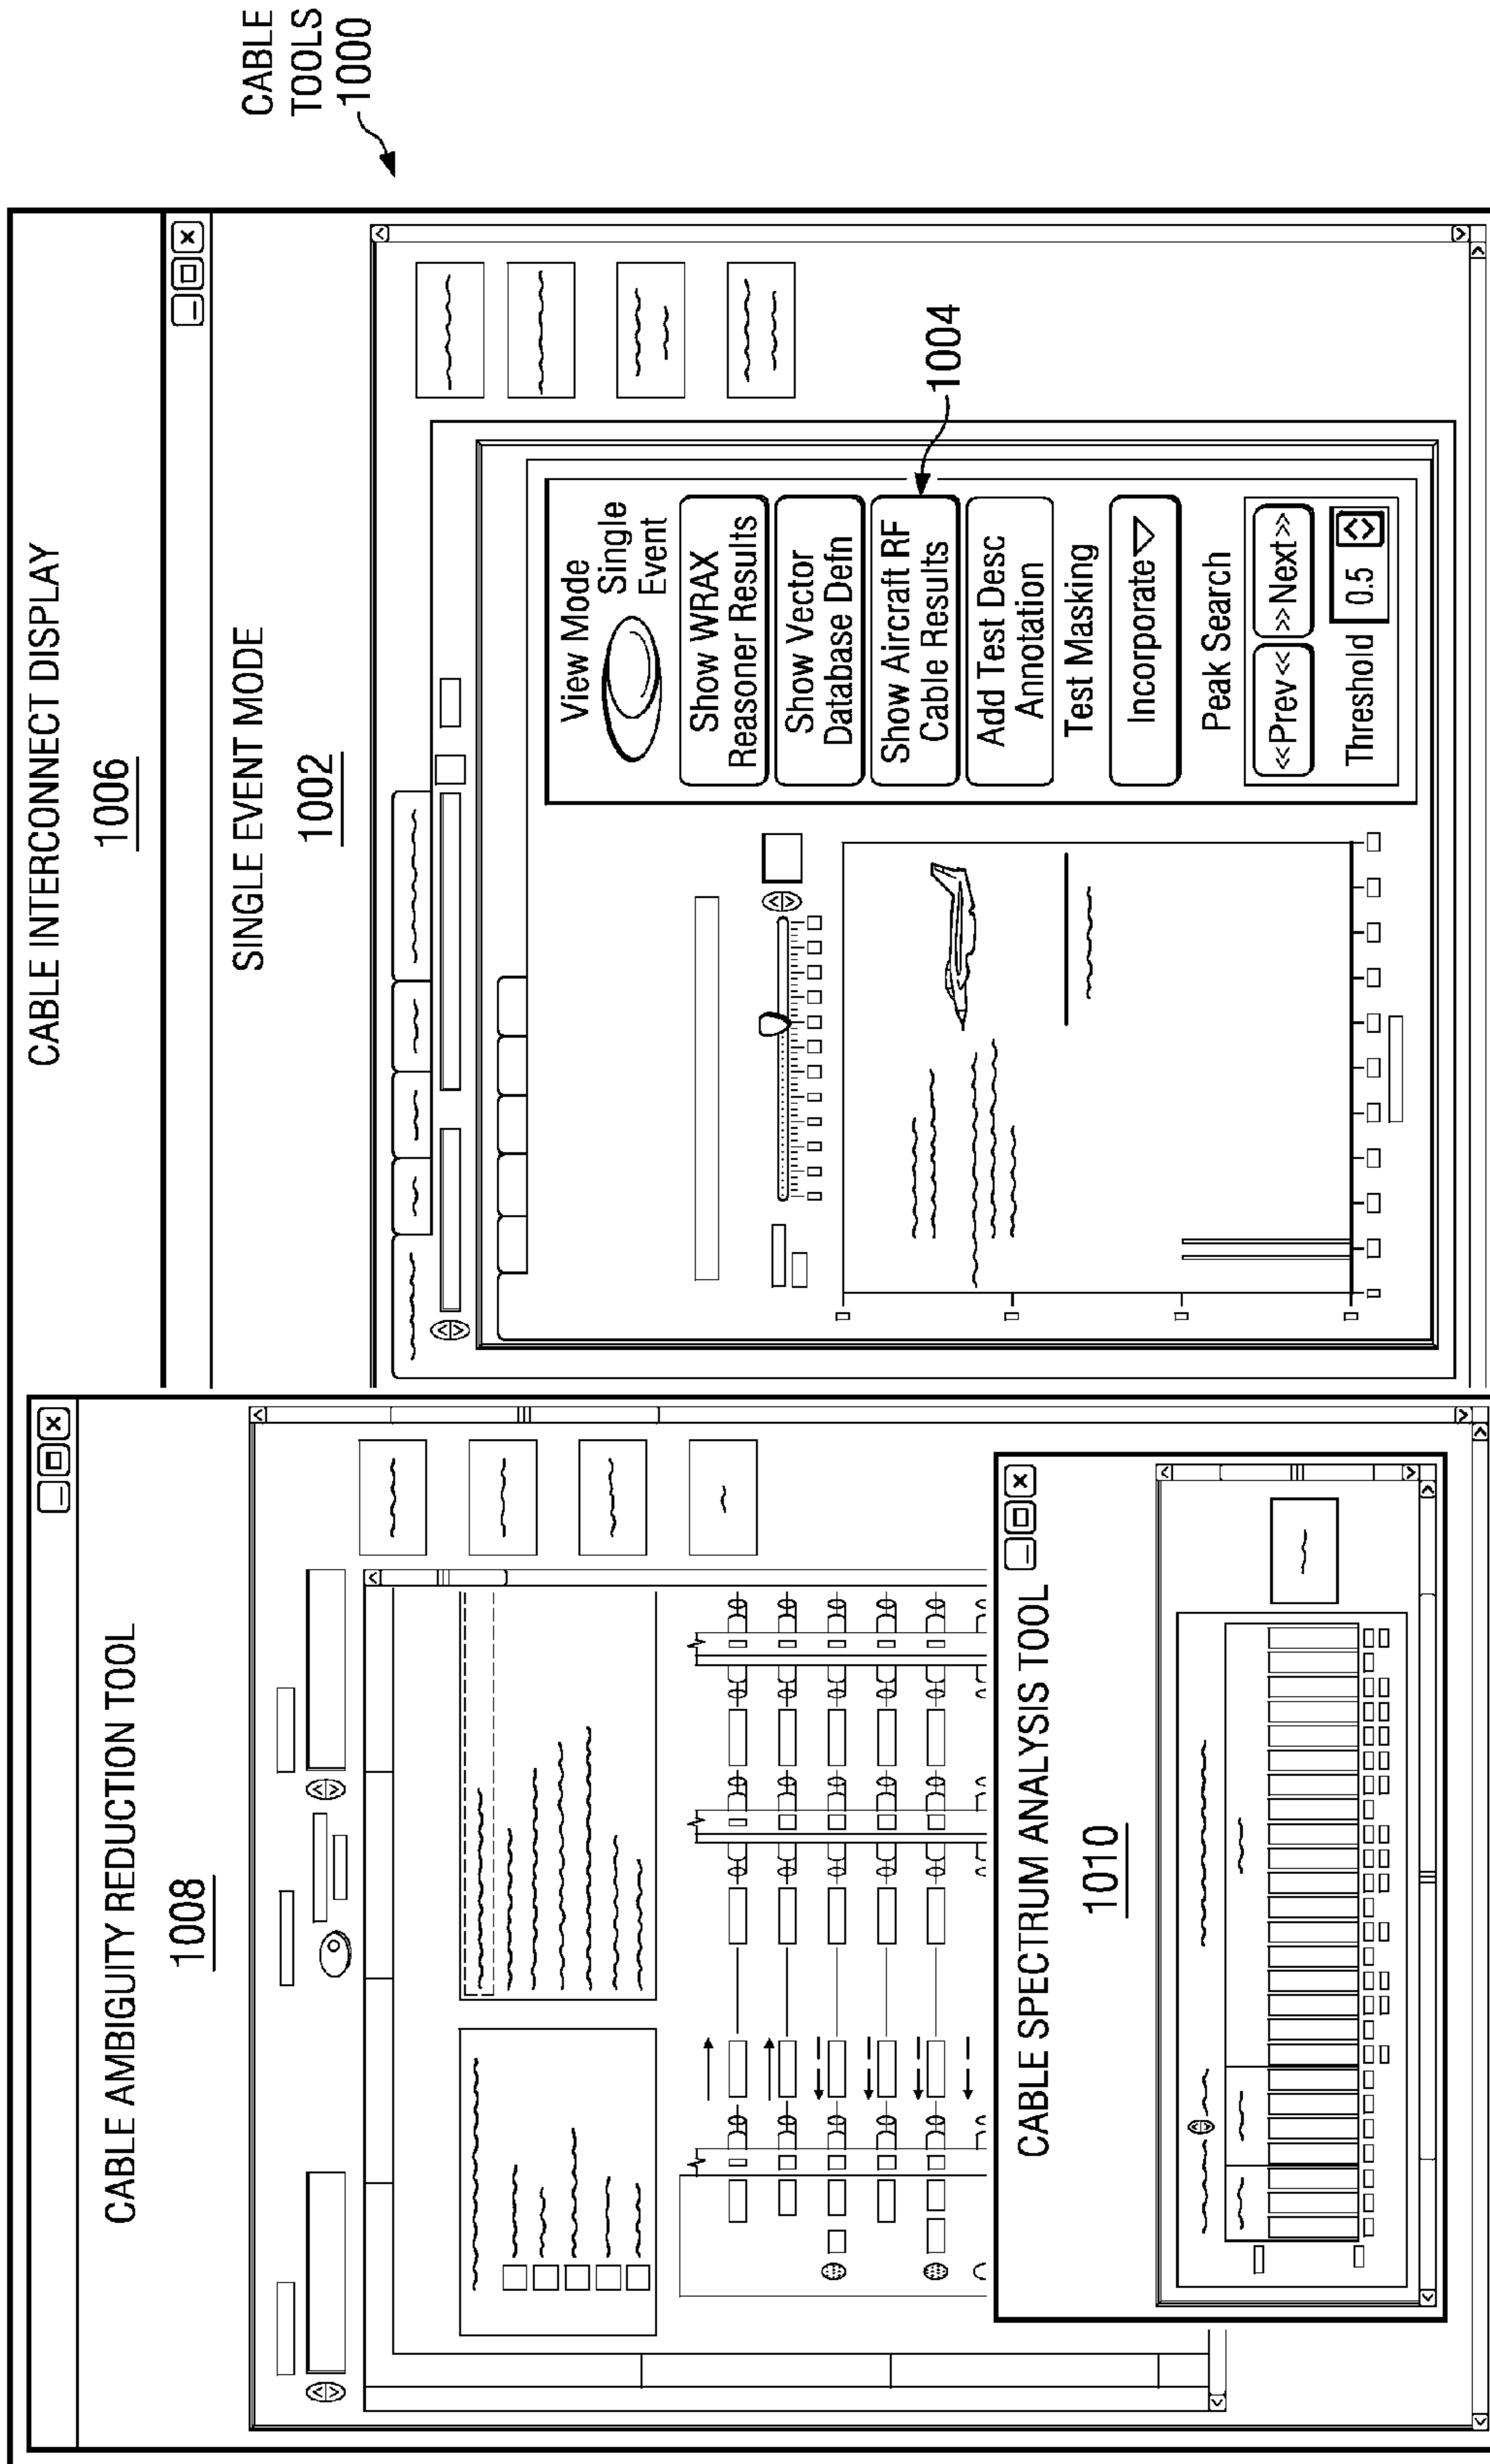 CABLE
TOOLS
1000
CABLE INTERCONNECT DISPLAY
1006
SINGLE EVENT MODE
1002
View Mode
Single
Event
Show WRAX
Reasoner Results
Show Vector
Database Defn
Show Aircraft RF
Cable Results
1004
Add Test Desc
Annotation
Test Masking
Incorporate
Peak Search
<<Prev<< >>Next>>
Threshold 0.5
CABLE AMBIGUITY REDUCTION TOOL
1008
CABLE SPECTRUM ANALYSIS TOOL
1010